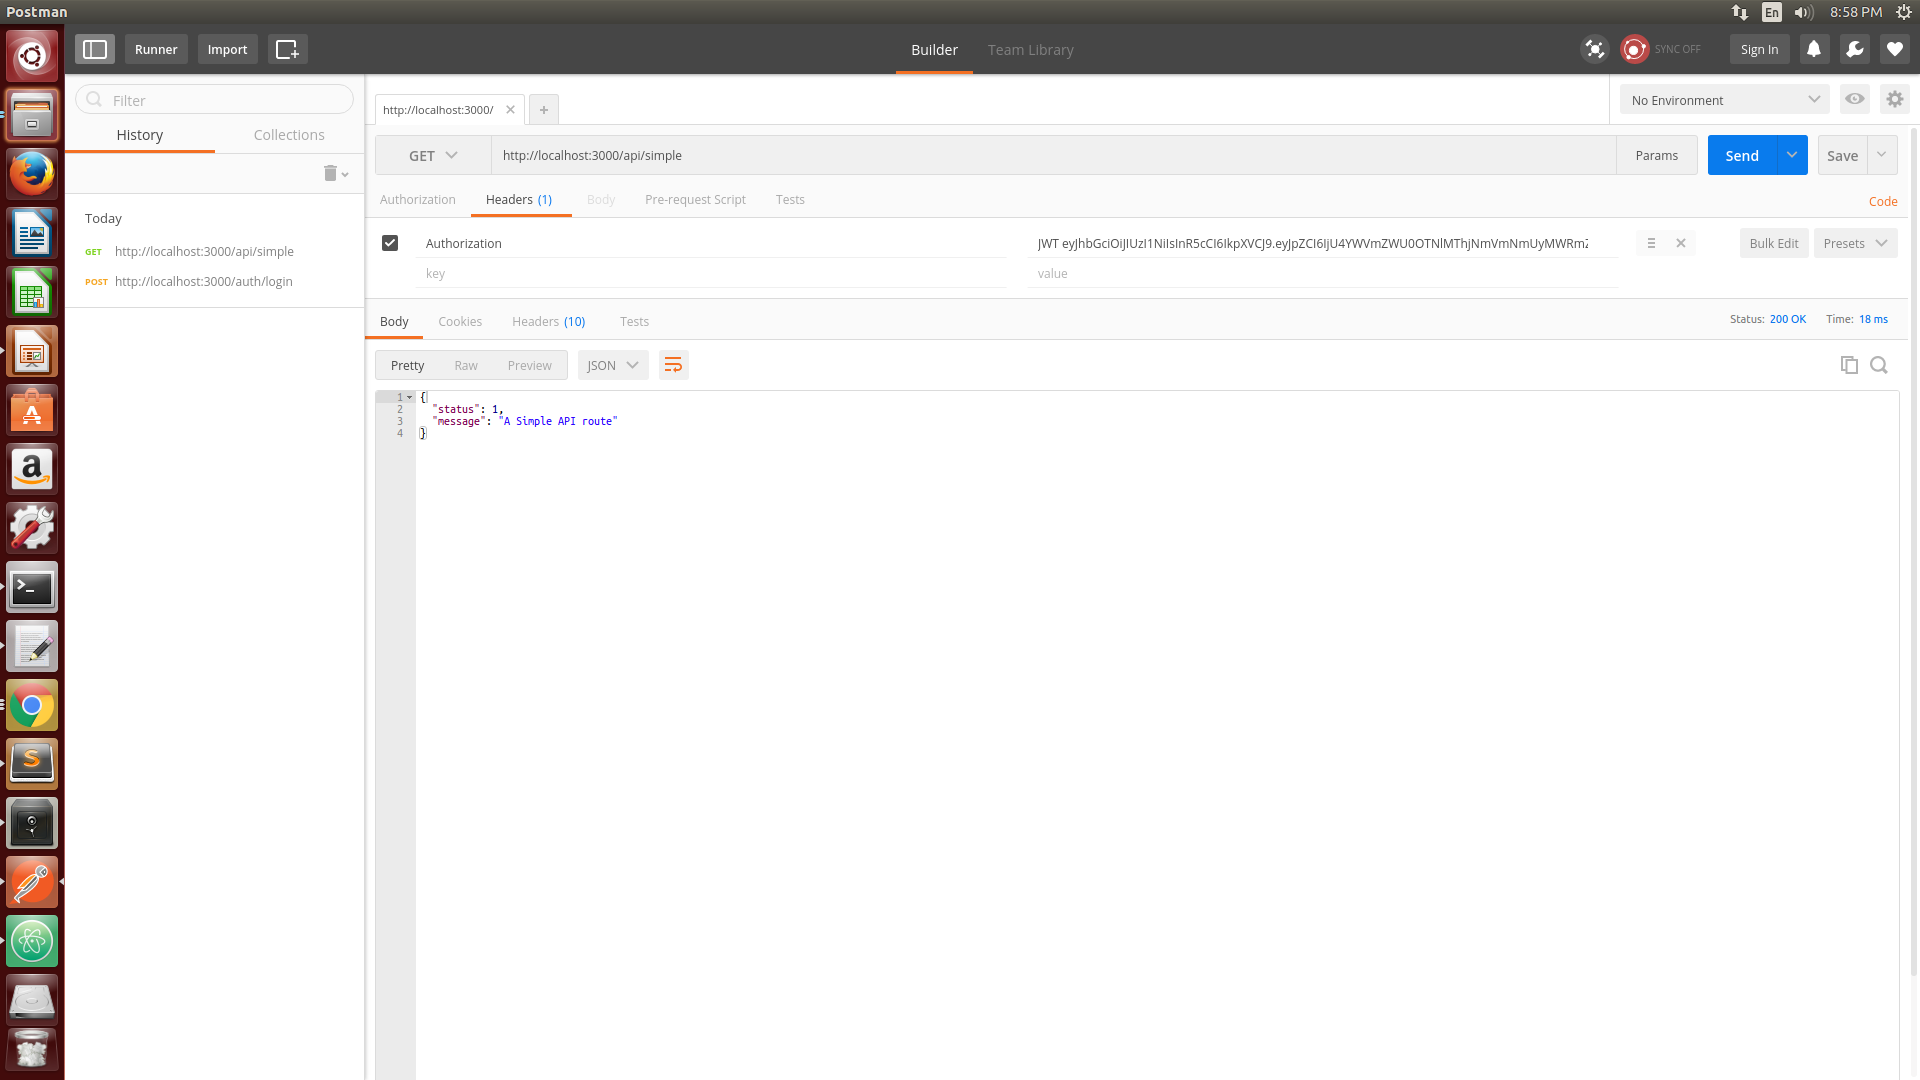 Postman
En
8:58 PM
Runner
Import
Builder
Team Library
SYNC OFF
Sign In
Filter
History
Collections
Today
GET http://localhost:3000/api/simple
POST http://localhost:3000/auth/login
http://localhost:3000/
No Environment
GET
http://localhost:3000/api/simple
Params
Send
Save
Authorization
Headers (1)
Body
Pre-request Script
Tests
Code
Authorization
JWT eyJhbGciOiJIUzI1NiIsInR5cCI6IkpXVCJ9.eyJpZCI6IjU4YWVmZWU0OTNlMThjNmVmNmUyMWRmZ
Bulk Edit
Presets
key
value
Body
Cookies
Headers (10)
Tests
Status: 200 OK
Time: 18 ms
Pretty
Raw
Preview
JSON
1 {
2 "status": 1,
3 "message": "A Simple API route"
4 }